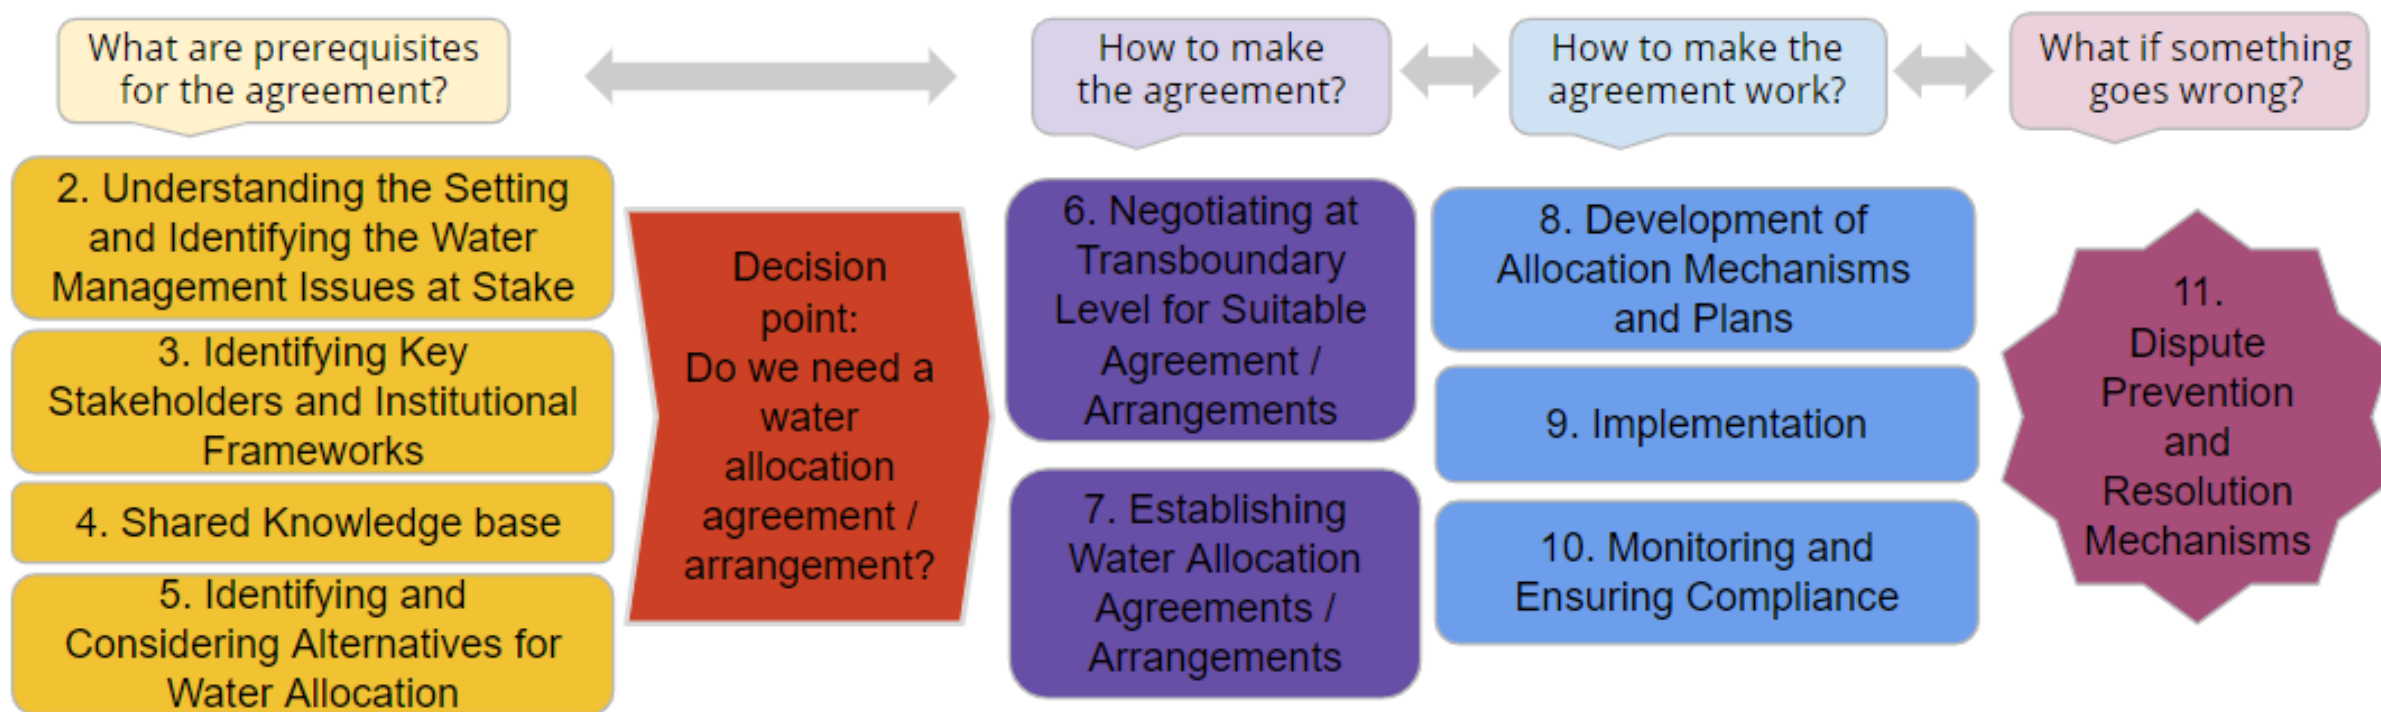 What are prerequisites
for the agreement?
How to make
the agreement?
How to make the
agreement work?
What if something
goes wrong?
2. Understanding the Setting
and Identifying the Water
Management Issues at Stake
3. Identifying Key
Stakeholders and Institutional
Frameworks
4. Shared Knowledge base
5. Identifying and
Considering Alternatives for
Water Allocation
Decision
point:
Do we need a
water
allocation
agreement /
arrangement?
6. Negotiating at
Transboundary
Level for Suitable
Agreement /
Arrangements
7. Establishing
Water Allocation
Agreements /
Arrangements
8. Development of
Allocation Mechanisms
and Plans
9. Implementation
10. Monitoring and
Ensuring Compliance
11.
Dispute
Prevention
and
Resolution
Mechanisms